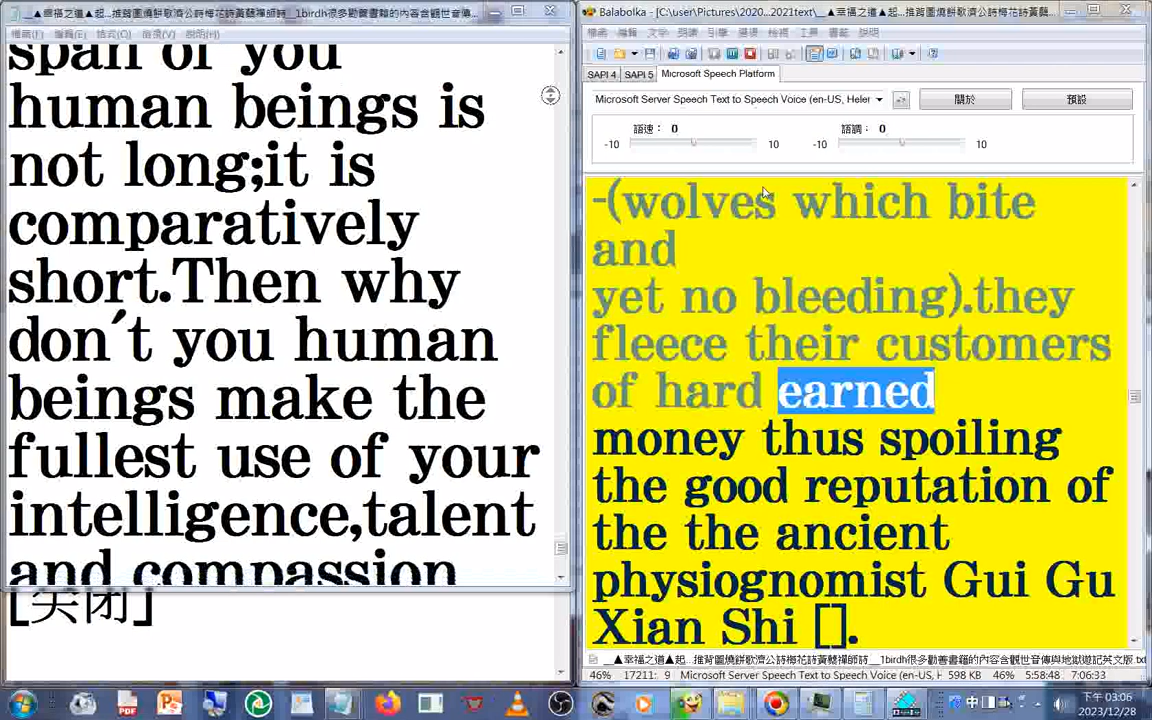 span of you
human beings is
not long;it is
comparatively
short.Then why
don´t you human
beings make the
fullest use of your
intelligence,talent
and compassion
[关闭]
SAPI 4
SAPI 5
Microsoft Speech Platform
Microsoft Server Speech Text to Speech Voice (en-US, Heler
關於
預設
語速： 0
語調： 0
-10
10
-10
10
-(wolves which bite
and
yet no bleeding).they
fleece their customers
of hard earned
money thus spoiling
the good reputation of
the the ancient
physiognomist Gui Gu
Xian Shi [].
46%
17211: 9
Microsoft Server Speech Text to Speech Voice (en-US, H
598 KB
46%
5:58:48
7:06:33
下午 03:06
2023/12/28